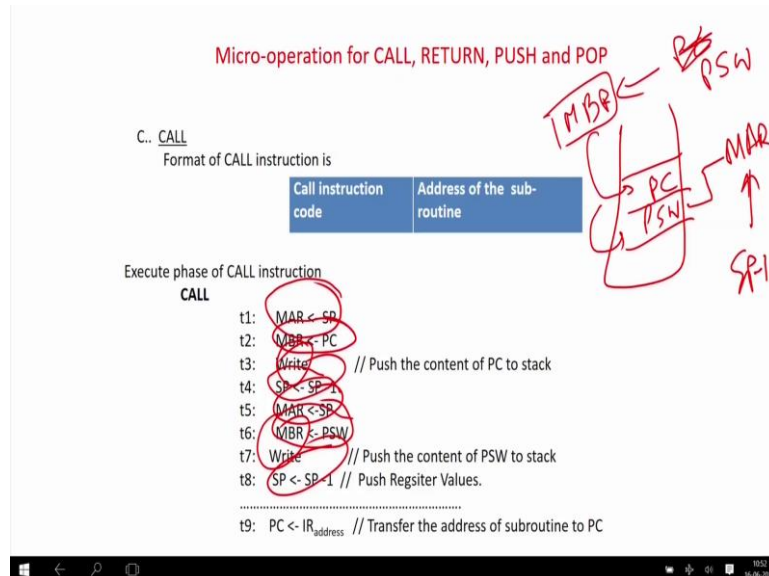 Micro-operation for CALL, RETURN, PUSH and POP
MBR
PSW
MAR
PC
PSW
SP-1
C.. CALL
Format of CALL instruction is
Call instruction code
Address of the sub-routine
Execute phase of CALL instruction
CALL
t1: MAR <- SP
t2: MBR <- PC
t3: Write // Push the content of PC to stack
t4: SP <- SP -1
t5: MAR <-SP
t6: MBR <- PSW
t7: Write // Push the content of PSW to stack
t8: SP <- SP -1 // Push Regsiter Values.
................................................................
t9: PC <- IRaddress // Transfer the address of subroutine to PC
10:52